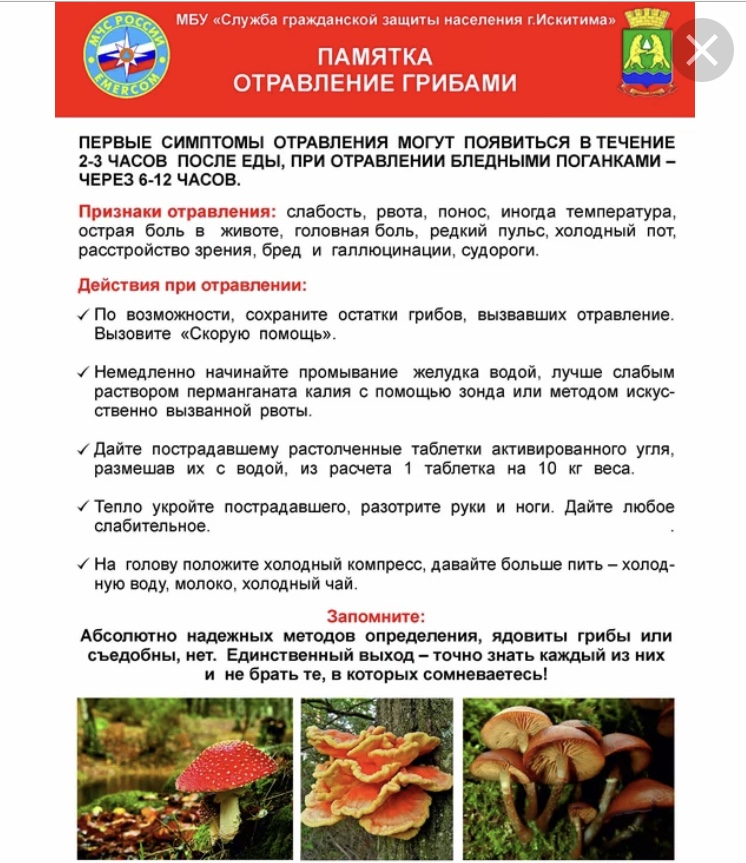 МБУ «Служба гражданской защиты населения г.Искитима»
МЧС РОССИИ
EMERCOM
ПАМЯТКА
ОТРАВЛЕНИЕ ГРИБАМИ
ПЕРВЫЕ СИМПТОМЫ ОТРАВЛЕНИЯ МОГУТ ПОЯВИТЬСЯ В ТЕЧЕНИЕ
2-3 ЧАСОВ ПОСЛЕ ЕДЫ, ПРИ ОТРАВЛЕНИИ БЛЕДНЫМИ ПОГАНКАМИ –
ЧЕРЕЗ 6-12 ЧАСОВ.
Признаки отравления: слабость, рвота, понос, иногда температура,
острая боль в животе, головная боль, редкий пульс, холодный пот,
расстройство зрения, бред и галлюцинации, судороги.
Действия при отравлении:
✓ По возможности, сохраните остатки грибов, вызвавших отравление.
Вызовите «Скорую помощь».
✓ Немедленно начинайте промывание желудка водой, лучше слабым
раствором перманганата калия с помощью зонда или методом искус-
ственно вызванной рвоты.
✓ Дайте пострадавшему растолченные таблетки активированного угля,
размешав их с водой, из расчета 1 таблетка на 10 кг веса.
✓ Тепло укройте пострадавшего, разотрите руки и ноги. Дайте любое
слабительное. .
✓ На голову положите холодный компресс, давайте больше пить – холод-
ную воду, молоко, холодный чай.
Запомните:
Абсолютно надежных методов определения, ядовиты грибы или
съедобны, нет. Единственный выход – точно знать каждый из них
и не брать те, в которых сомневаетесь!